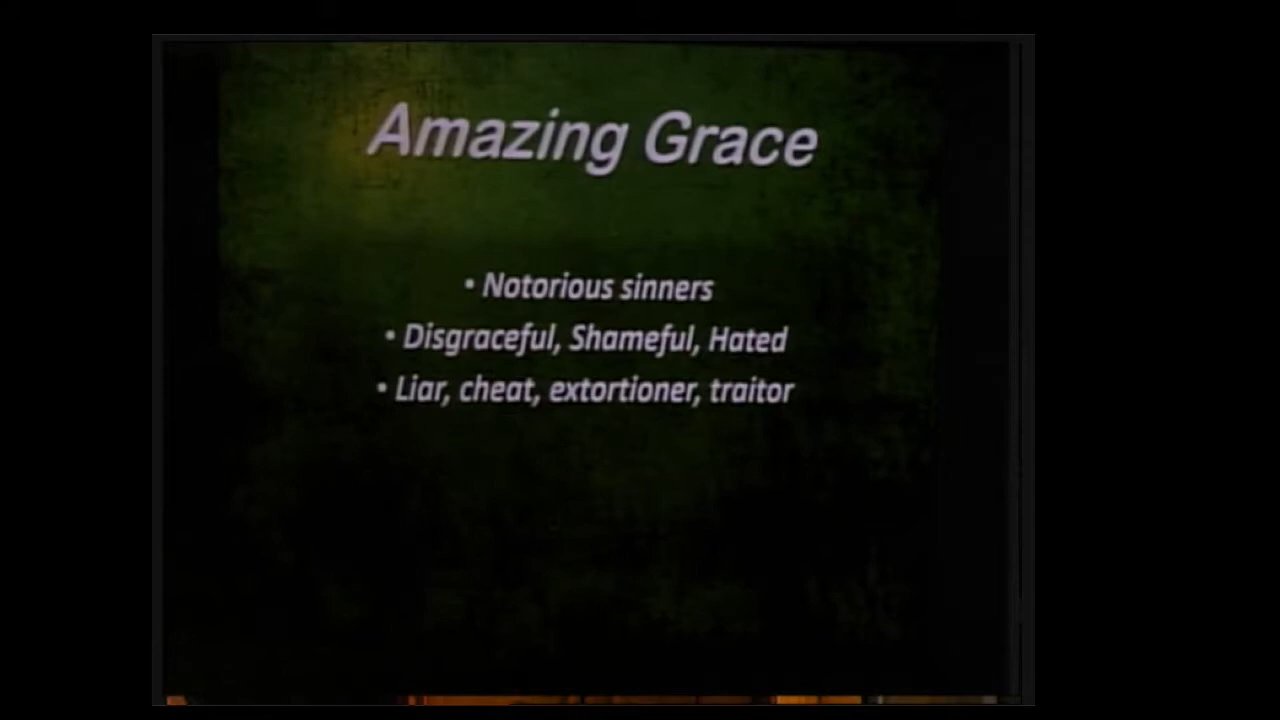 Amazing Grace
• Notorious sinners
• Disgraceful, Shameful, Hated
• Liar, cheat, extortioner, traitor